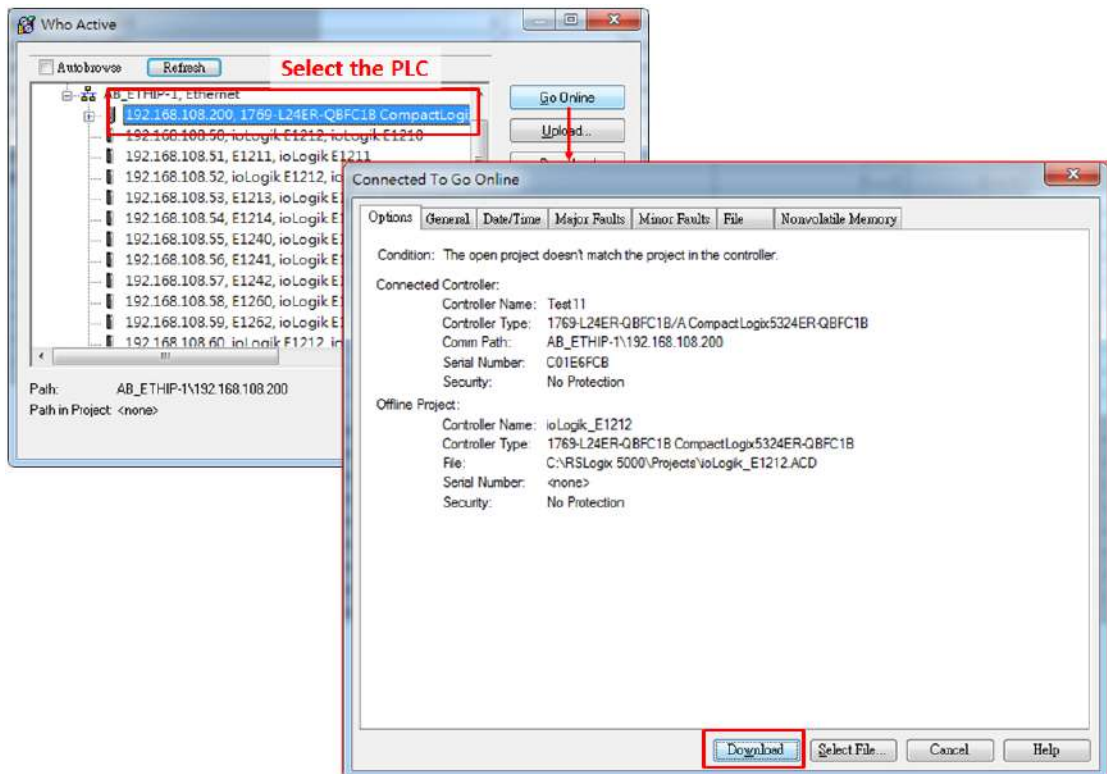 Who Active
Autobrowse
Refresh
Select the PLC
AB_ETHIP-1, Ethernet
192.168.108.200, 1769-L24ER-QBFC1B CompactLogi
192.168.108.50, ioLogik E1212, ioLogik E1210
192.168.108.51, E1211, ioLogik E1211
192.168.108.52, ioLogik E1212, io
192.168.108.53, E1213, ioLogik E1
192.168.108.54, E1214, ioLogik E1
192.168.108.55, E1240, ioLogik E1
192.168.108.56, E1241, ioLogik E1
192.168.108.57, E1242, ioLogik E1
192.168.108.58, E1260, ioLogik E1
192.168.108.59, E1262, ioLogik E1
192.168.108.60, ioLogik E1212, io
Go Online
Upload...
Path: AB_ETHIP-1\192.168.108.200
Path in Project: <none>
Connected To Go Online
Options General Date/Time Major Faults Minor Faults File Nonvolatile Memory
Condition: The open project doesn't match the project in the controller.
Connected Controller:
Controller Name: Test11
Controller Type: 1769-L24ER-QBFC1B/A CompactLogix5324ER-QBFC1B
Comm Path: AB_ETHIP-1\192.168.108.200
Serial Number: C01E6FCB
Security: No Protection
Offline Project:
Controller Name: ioLogik_E1212
Controller Type: 1769-L24ER-QBFC1B CompactLogix5324ER-QBFC1B
File: C:\RSLogix 5000\Projects\ioLogik_E1212.ACD
Serial Number: <none>
Security: No Protection
Download Select File... Cancel Help